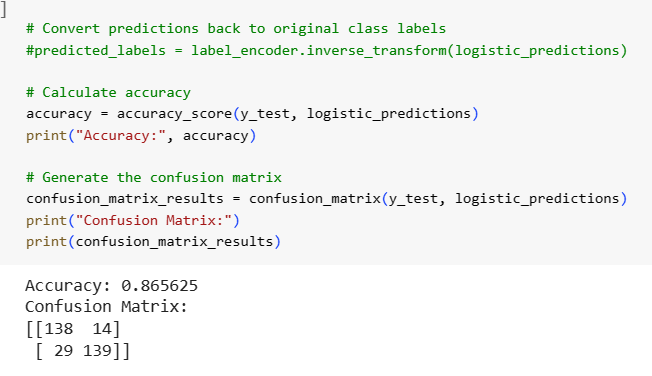 ]
# Convert predictions back to original class labels
#predicted_labels = label_encoder.inverse_transform(logistic_predictions)
# Calculate accuracy
accuracy = accuracy_score(y_test, logistic_predictions)
print("Accuracy:", accuracy)
# Generate the confusion matrix
confusion_matrix_results = confusion_matrix(y_test, logistic_predictions)
print("Confusion Matrix:")
print(confusion_matrix_results)
Accuracy: 0.865625
Confusion Matrix:
[[138  14]
 [ 29 139]]